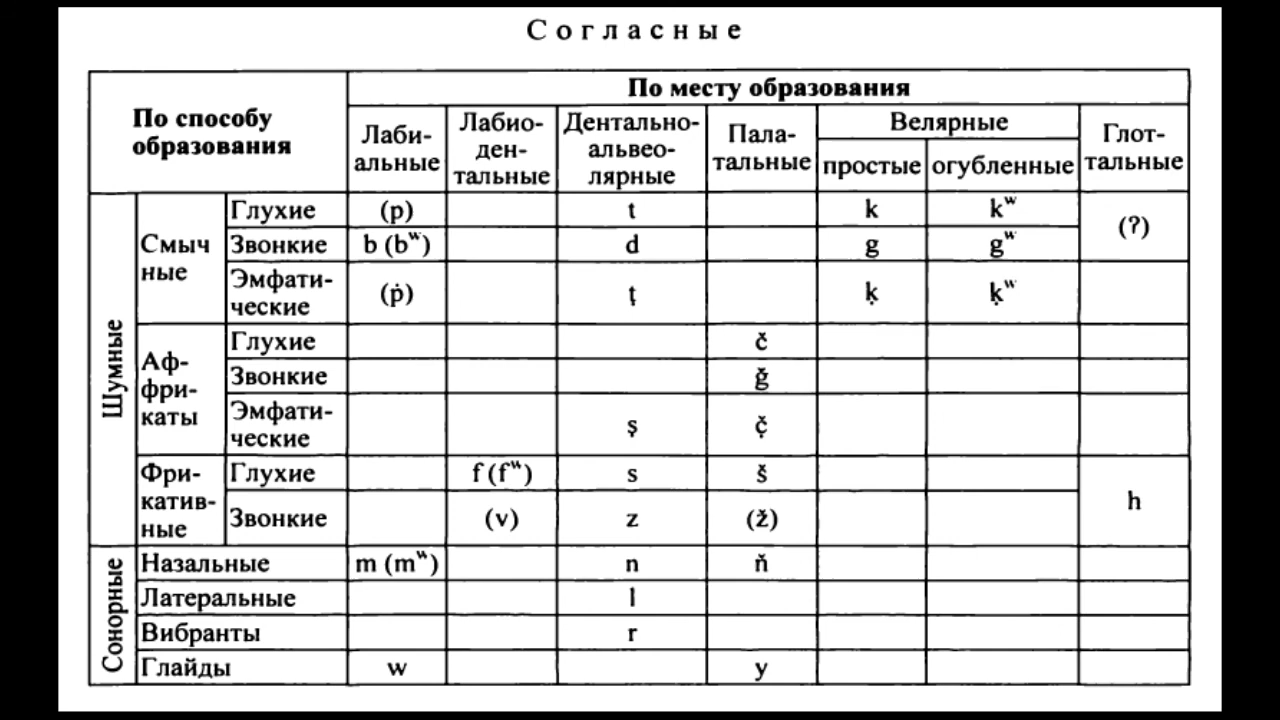 Согласные
По способу образования
По месту образования
Лаби-альные
Лабио-ден-тальные
Дентально-альвео-лярные
Пала-тальные
Велярные
простые огубленные
Глот-тальные
Шумные
Смыч ные
Глухие (p) t k kʷ (ʔ)
Звонкие b (bʷ) d g gʷ
Эмфати-ческие (ṗ) ṭ ḳ ḳʷ
Аф-фри-каты
Глухие č
Звонкие ğ
Эмфати-ческие ṣ č̣
Фри-катив-ные
Глухие f (fʷ) s š h
Звонкие (v) z (ž)
Сонорные
Назальные m (mʷ) n ň
Латеральные l
Вибранты r
Глайды w y